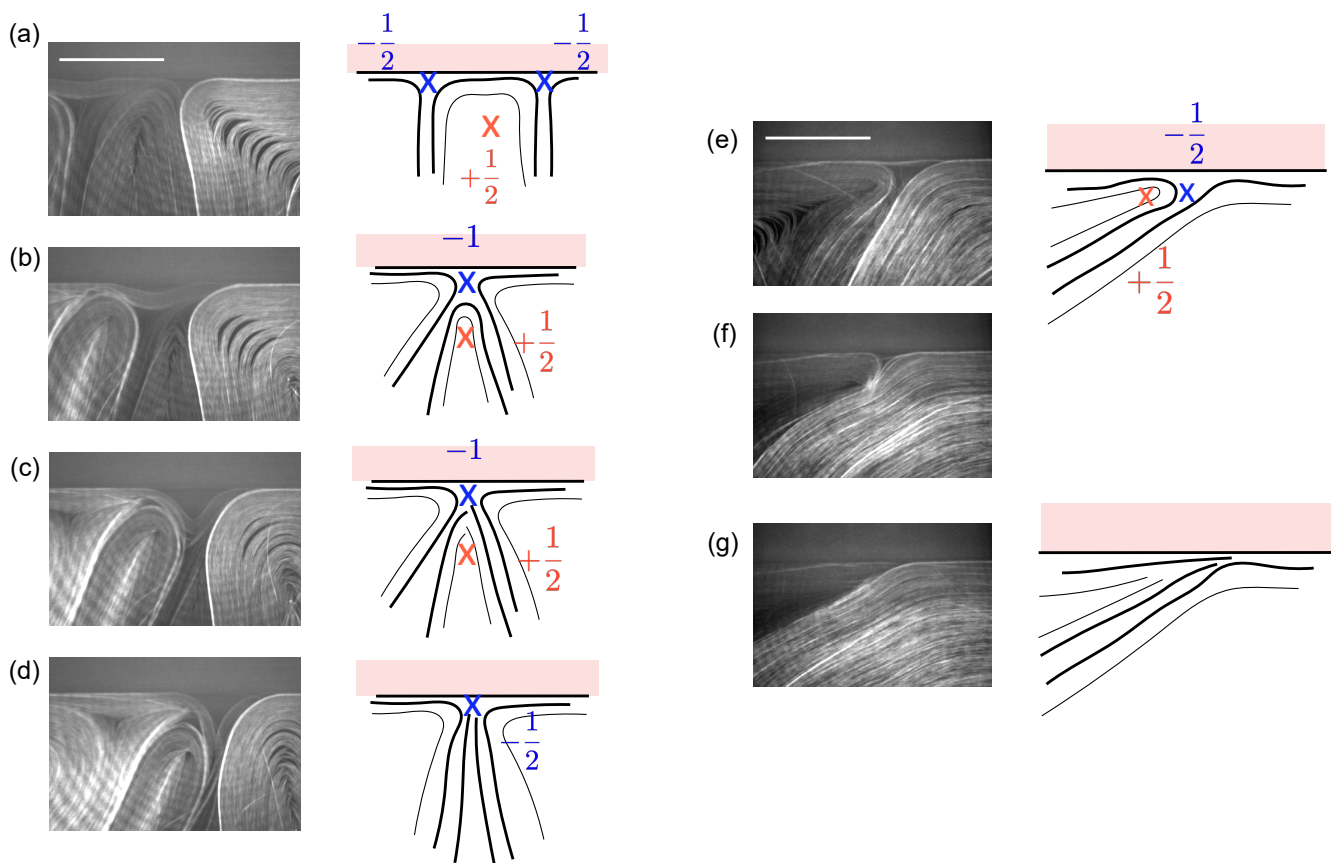 (a)
-1/2 -1/2
X X
X
+1/2
(b)
-1
X
X
+1/2
(c)
-1
X
X
+1/2
(d)
X
-1/2
(e)
-1/2
X X
+1/2
(f)
(g)